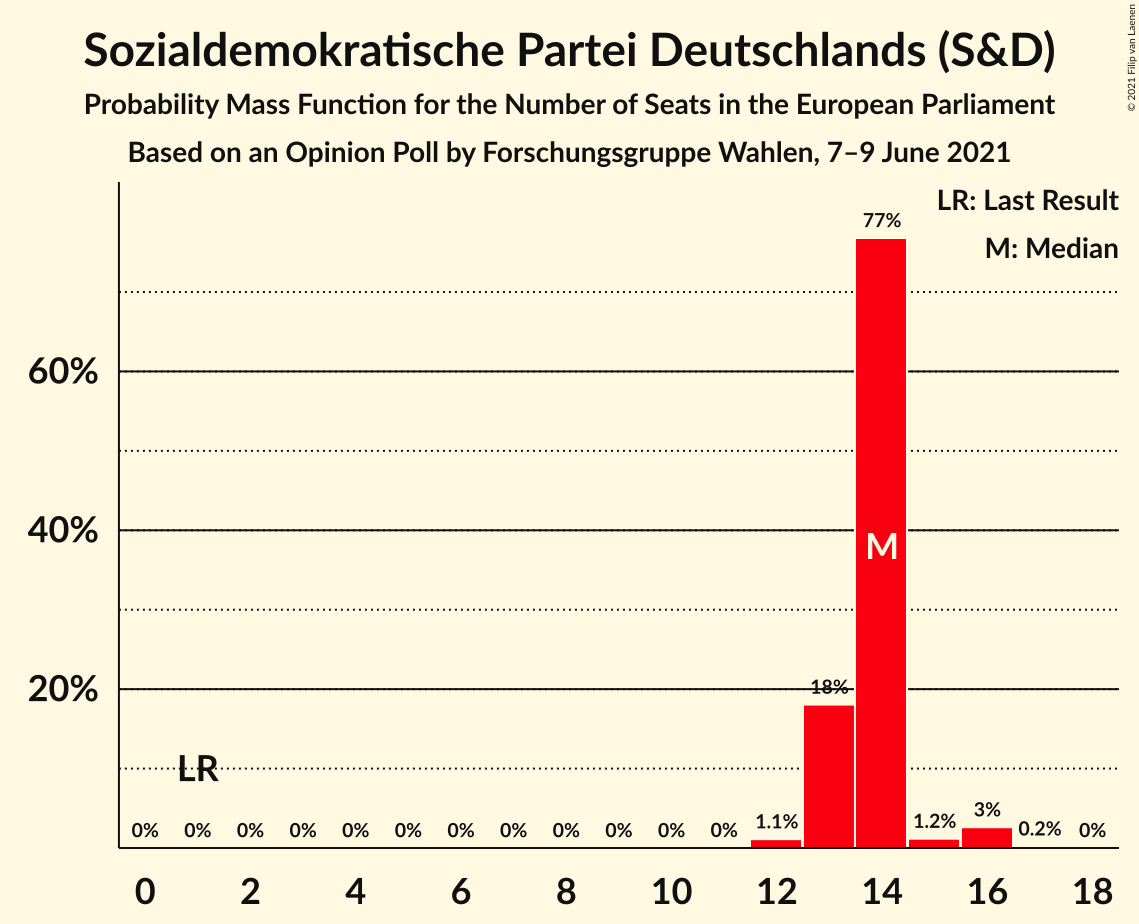 Sozialdemokratische Partei Deutschlands (S&D)
Probability Mass Function for the Number of Seats in the European Parliament
Based on an Opinion Poll by Forschungsgruppe Wahlen, 7–9 June 2021
© 2021 Filip van Laenen
LR: Last Result
M: Median
77%
60%
40%
M
20%
18%
LR
0% 0% 0% 0% 0% 0% 0% 0% 0% 0% 0% 0% 1.1% 1.2% 3% 0.2% 0%
0 2 4 6 8 10 12 14 16 18